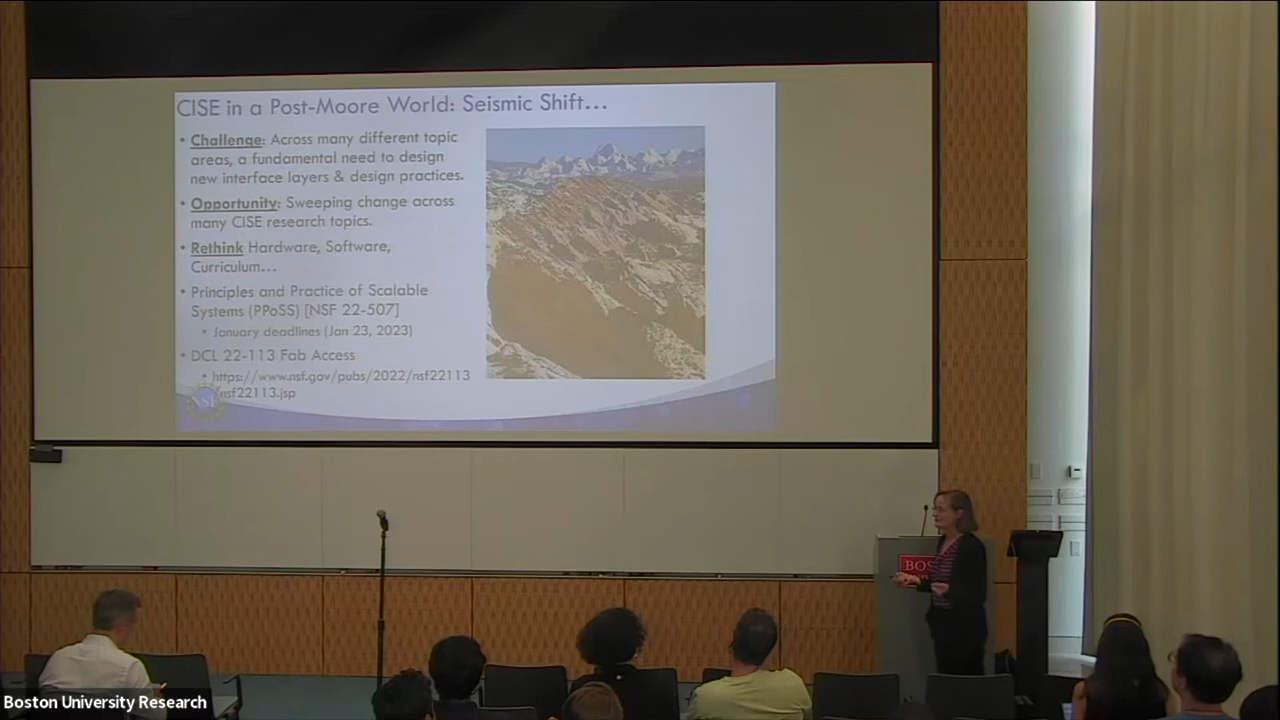 CISE in a Post-Moore World: Seismic Shift…
• Challenge: Across many different topic
areas, a fundamental need to design
new interface layers & design practices.
• Opportunity: Sweeping change across
many CISE research topics.
• Rethink Hardware, Software,
Curriculum…
• Principles and Practice of Scalable
Systems (PPoSS) [NSF 22-507]
• January deadlines (Jan 23, 2023)
• DCL 22-113 Fab Access
• https://www.nsf.gov/pubs/2022/nsf22113
/nsf22113.jsp
NSF
BOS
Boston University Research